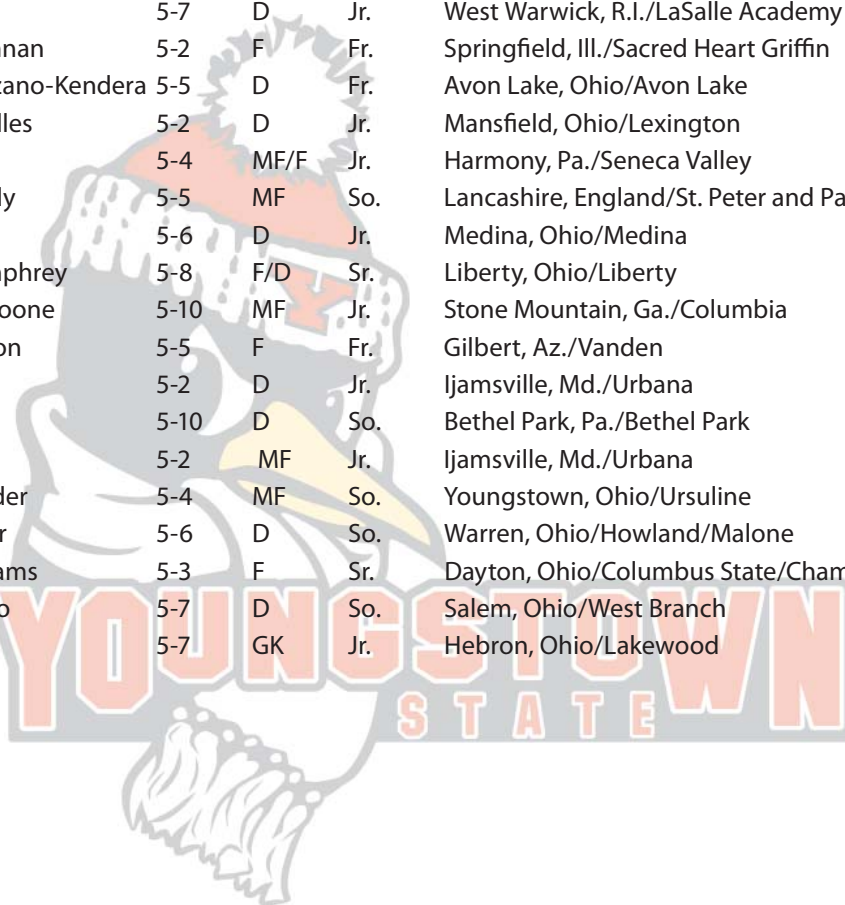 5-7 D Jr. West Warwick, R.I./LaSalle Academy
nnan 5-2 F Fr. Springfield, Ill./Sacred Heart Griffin
zano-Kendera 5-5 D Fr. Avon Lake, Ohio/Avon Lake
lles 5-2 D Jr. Mansfield, Ohio/Lexington
5-4 MF/F Jr. Harmony, Pa./Seneca Valley
ly 5-5 MF So. Lancashire, England/St. Peter and Pa
5-6 D Jr. Medina, Ohio/Medina
phrey 5-8 F/D Sr. Liberty, Ohio/Liberty
oone 5-10 MF Jr. Stone Mountain, Ga./Columbia
on 5-5 F Fr. Gilbert, Az./Vanden
5-2 D Jr. Ijamsville, Md./Urbana
5-10 D So. Bethel Park, Pa./Bethel Park
5-2 MF Jr. Ijamsville, Md./Urbana
der 5-4 MF So. Youngstown, Ohio/Ursuline
r 5-6 D So. Warren, Ohio/Howland/Malone
ams 5-3 F Sr. Dayton, Ohio/Columbus State/Cham
o 5-7 D So. Salem, Ohio/West Branch
5-7 GK Jr. Hebron, Ohio/Lakewood
Y
YOUNGSTOWN
STATE